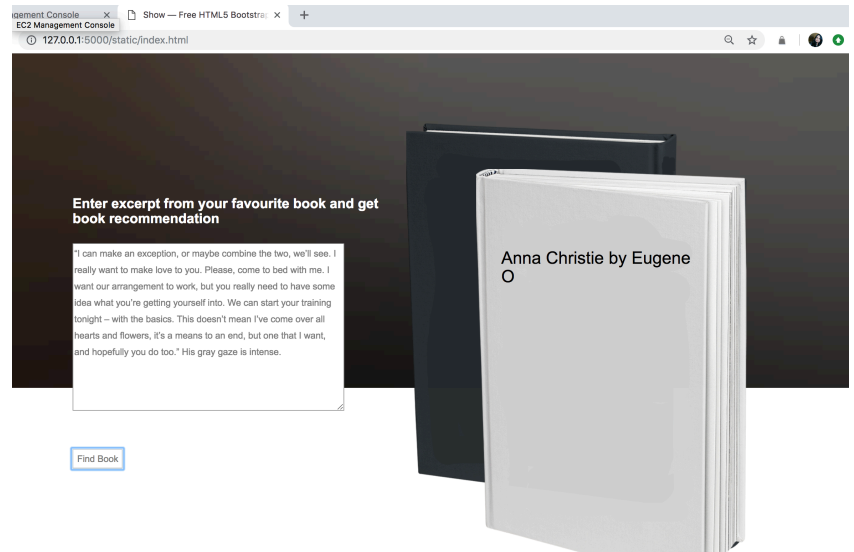 agement Console
Show — Free HTML5 Bootstrap
EC2 Management Console
127.0.0.1:5000/static/index.html
Enter excerpt from your favourite book and get
book recommendation
"I can make an exception, or maybe combine the two, we'll see. I
really want to make love to you. Please, come to bed with me. I
want our arrangement to work, but you really need to have some
idea what you're getting yourself into. We can start your training
tonight – with the basics. This doesn't mean I've come over all
hearts and flowers, it's a means to an end, but one that I want,
and hopefully you do too." His gray gaze is intense.
Anna Christie by Eugene
O
Find Book